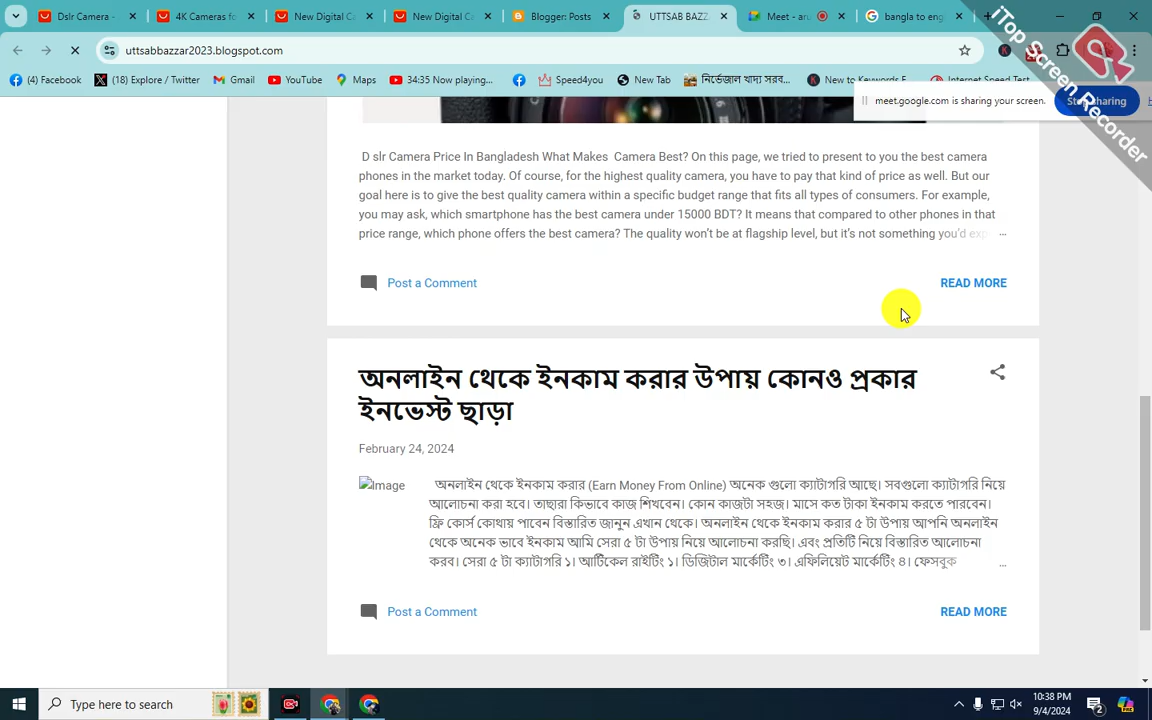 Dslr Camera -
4K Cameras fo
New Digital Ca
New Digital C
Blogger: Posts
UTTSAB BAZZ
Meet - aru
bangla to eng
uttsabbazzar2023.blogspot.com
(4) Facebook
(18) Explore / Twitter
Gmail
YouTube
Maps
34:35 Now playing...
Speed4you
New Tab
নির্ভেজাল খাদ্য সরব...
New to Keywords E
Internet Speed Test
iTop Screen Recorder
meet.google.com is sharing your screen.
Stop sharing
D slr Camera Price In Bangladesh What Makes Camera Best? On this page, we tried to present to you the best camera
phones in the market today. Of course, for the highest quality camera, you have to pay that kind of price as well. But our
goal here is to give the best quality camera within a specific budget range that fits all types of consumers. For example,
you may ask, which smartphone has the best camera under 15000 BDT? It means that compared to other phones in that
price range, which phone offers the best camera? The quality won't be at flagship level, but it's not something you'd exp
...
Post a Comment
READ MORE
অনলাইন থেকে ইনকাম করার উপায় কোনও প্রকার
ইনভেস্ট ছাড়া
February 24, 2024
Image
অনলাইন থেকে ইনকাম করার (Earn Money From Online) অনেক গুলো ক্যাটাগরি আছে। সবগুলো ক্যাটাগরি নিয়ে
আলোচনা করা হবে। তাছারা কিভাবে কাজ শিখবেন। কোন কাজটা সহজ। মাসে কত টাকা ইনকাম করতে পারবেন।
ফ্রি কোর্স কোথায় পাবেন বিস্তারিত জানুন এখান থেকে। অনলাইন থেকে ইনকাম করার ৫ টা উপায় আপনি অনলাইন
থেকে অনেক ভাবে ইনকাম আমি সেরা ৫ টা উপায় নিয়ে আলোচনা করছি। এবং প্রতিটি নিয়ে বিস্তারিত আলোচনা
করব। সেরা ৫ টা ক্যাটাগরি ১। আর্টিকেল রাইটিং ১। ডিজিটাল মার্কেটিং ৩। এফিলিয়েট মার্কেটিং ৪। ফেসবুক
...
Post a Comment
READ MORE
Type here to search
10:38 PM
9/4/2024
2